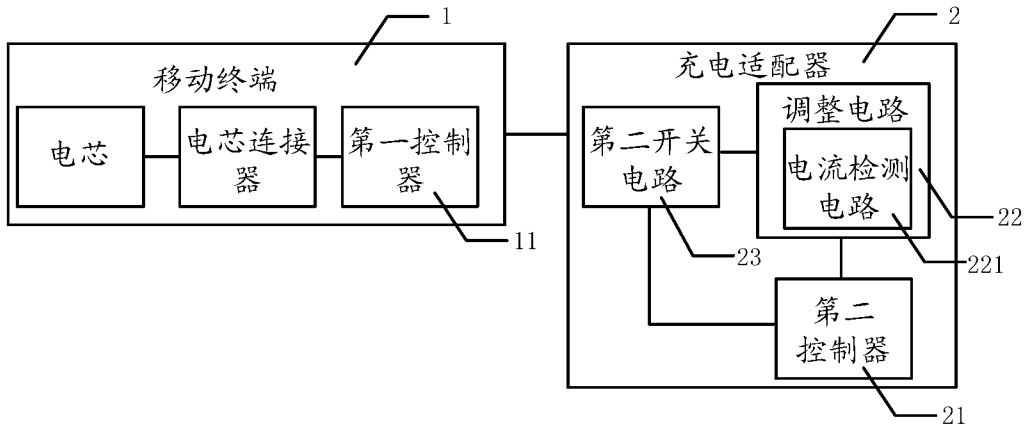 1
2
移动终端
充电适配器
电芯
电芯连接
器
第一控制
器
11
第二开关
电路
23
调整电路
电流检测
电路
22
221
第二
控制器
21